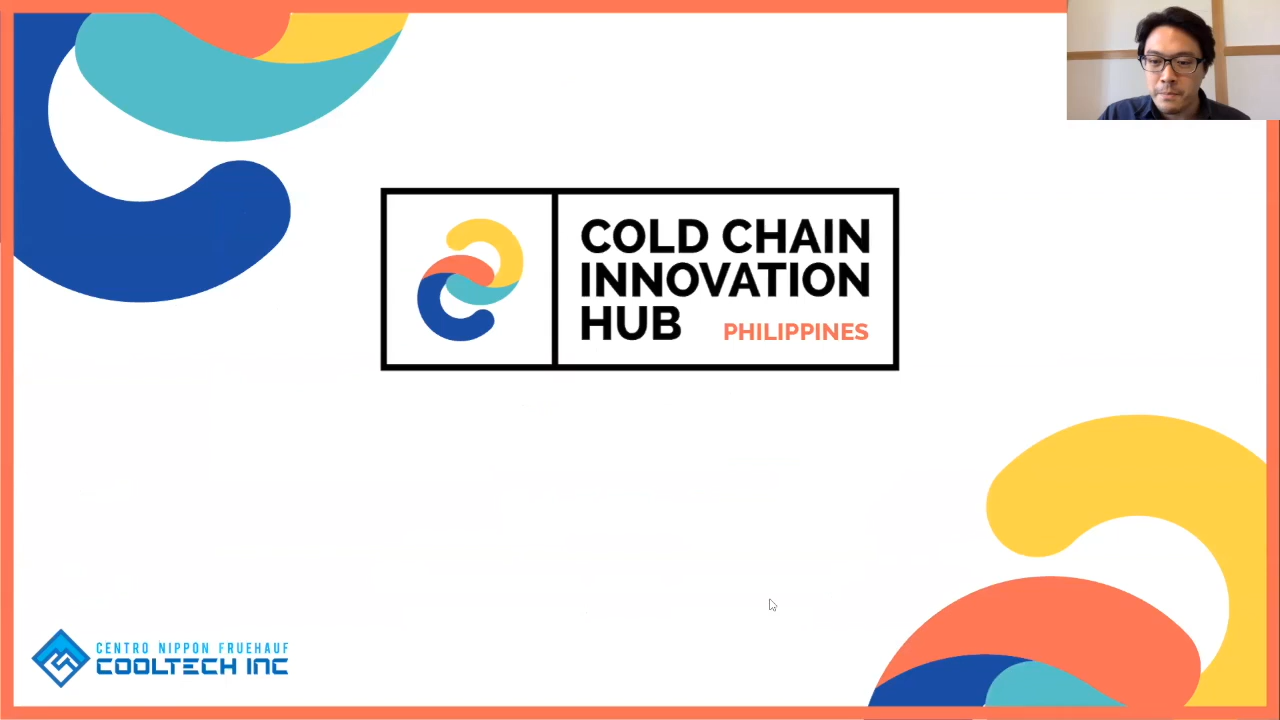 COLD CHAIN
INNOVATION
HUB PHILIPPINES
CENTRO NIPPON FRUEHAUF
COOLTECH INC